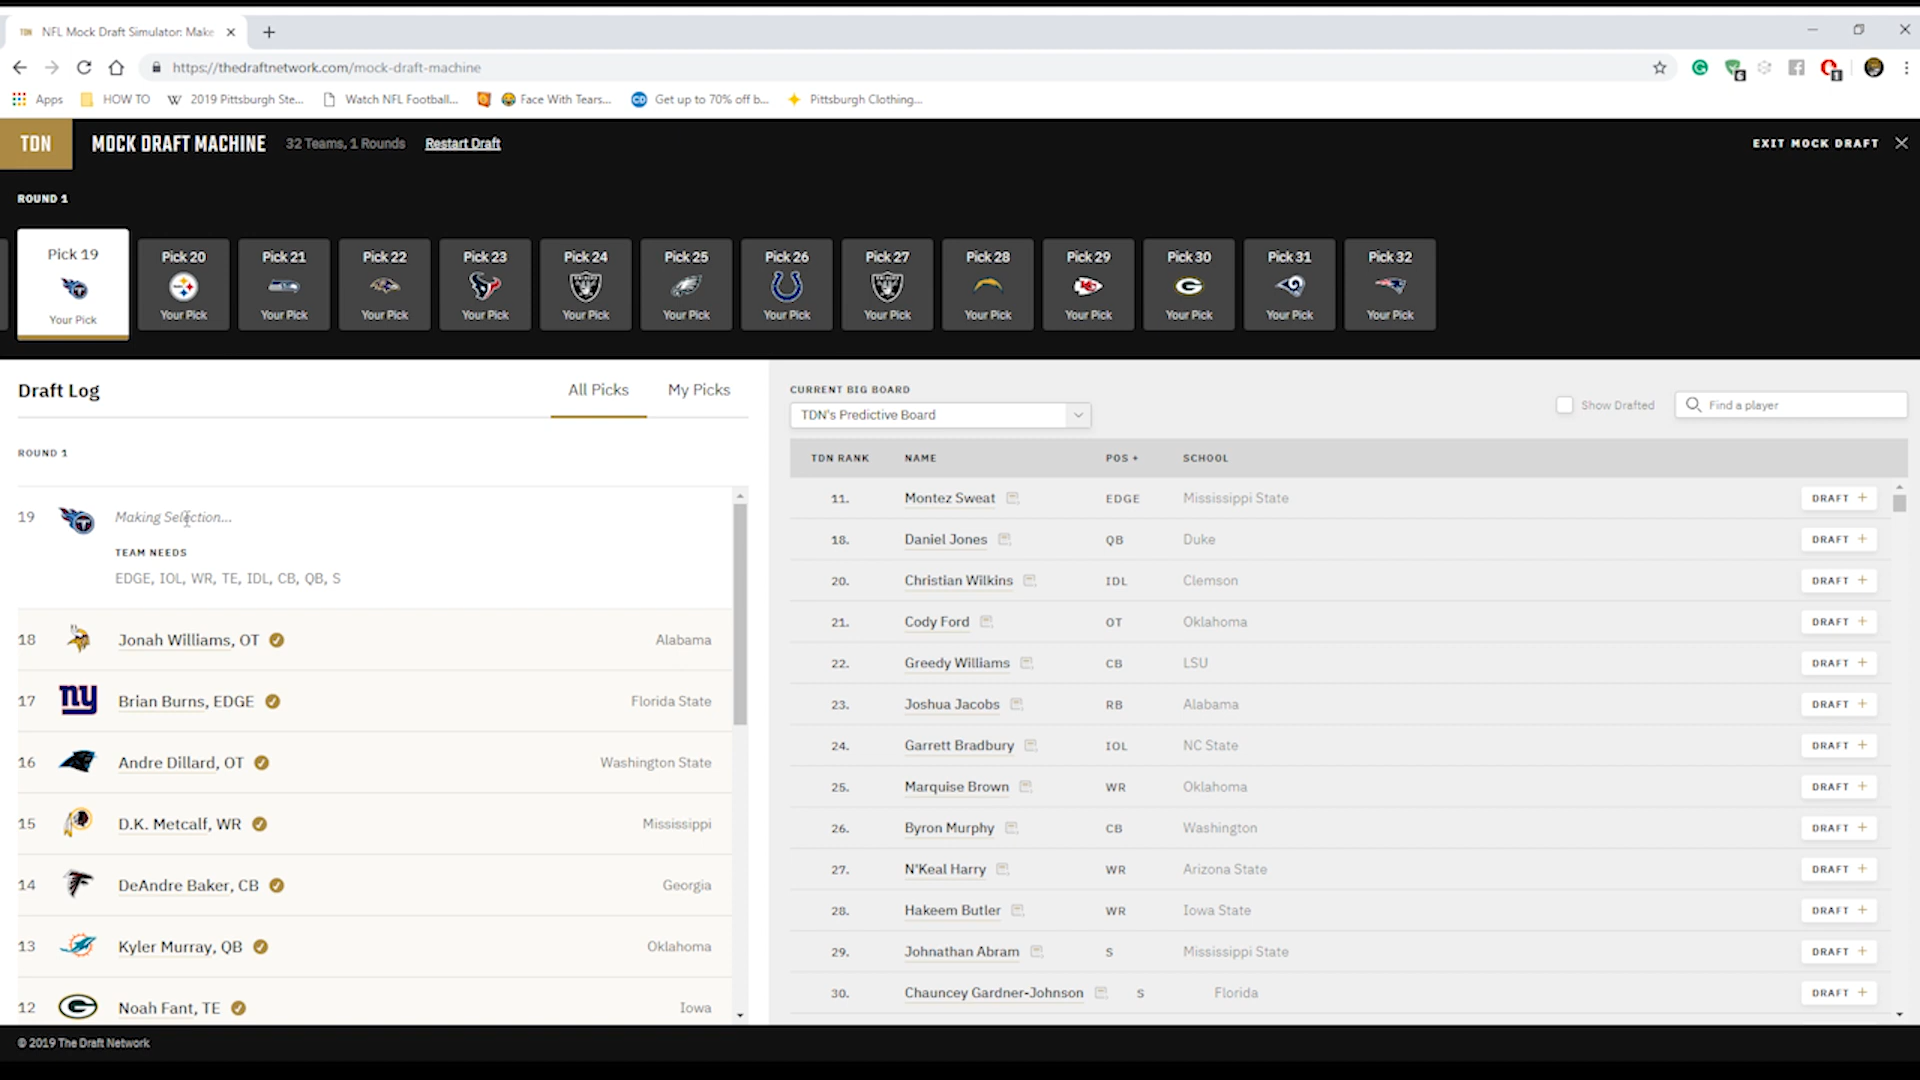 TDN NFL Mock Draft Simulator: Make
https://thedraftnetwork.com/mock-draft-machine
Apps HOW TO W 2019 Pittsburgh Ste... Watch NFL Football... Face With Tears... CD Get up to 70% off b... Pittsburgh Clothing...
TDN MOCK DRAFT MACHINE 32 Teams, 1 Rounds Restart Draft EXIT MOCK DRAFT
ROUND 1
Pick 19 Pick 20 Pick 21 Pick 22 Pick 23 Pick 24 Pick 25 Pick 26 Pick 27 Pick 28 Pick 29 Pick 30 Pick 31 Pick 32
Your Pick Your Pick Your Pick Your Pick Your Pick Your Pick Your Pick Your Pick Your Pick Your Pick Your Pick Your Pick Your Pick Your Pick
Draft Log All Picks My Picks
ROUND 1
19 Making Selection...
TEAM NEEDS
EDGE, IOL, WR, TE, IDL, CB, QB, S
18 Jonah Williams, OT Alabama
17 ny Brian Burns, EDGE Florida State
16 Andre Dillard, OT Washington State
15 D.K. Metcalf, WR Mississippi
14 DeAndre Baker, CB Georgia
13 Kyler Murray, QB Oklahoma
12 Noah Fant, TE Iowa
CURRENT BIG BOARD
TDN's Predictive Board Show Drafted Find a player
TDN RANK NAME POS + SCHOOL
11. Montez Sweat EDGE Mississippi State DRAFT +
18. Daniel Jones QB Duke DRAFT +
20. Christian Wilkins IDL Clemson DRAFT +
21. Cody Ford OT Oklahoma DRAFT +
22. Greedy Williams CB LSU DRAFT +
23. Joshua Jacobs RB Alabama DRAFT +
24. Garrett Bradbury IOL NC State DRAFT +
25. Marquise Brown WR Oklahoma DRAFT +
26. Byron Murphy CB Washington DRAFT +
27. N'Keal Harry WR Arizona State DRAFT +
28. Hakeem Butler WR Iowa State DRAFT +
29. Johnathan Abram S Mississippi State DRAFT +
30. Chauncey Gardner-Johnson S Florida DRAFT +
© 2019 The Draft Network